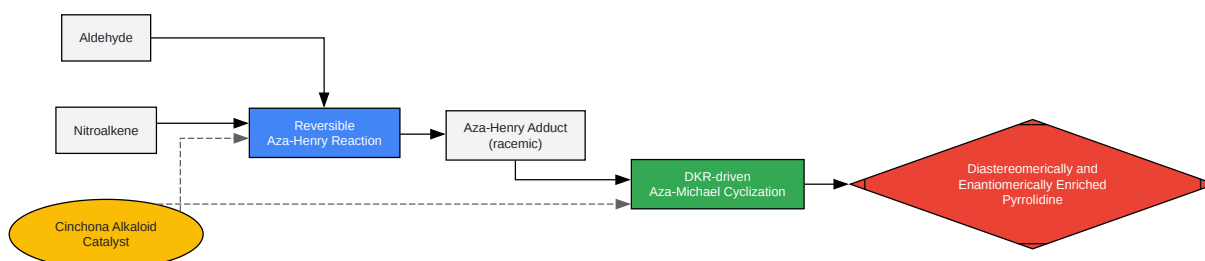 Aldehyde
Nitroalkene
Reversible
Aza-Henry Reaction
Aza-Henry Adduct
(racemic)
DKR-driven
Aza-Michael Cyclization
Diastereomerically and
Enantiomerically Enriched
Pyrrolidine
Cinchona Alkaloid
Catalyst